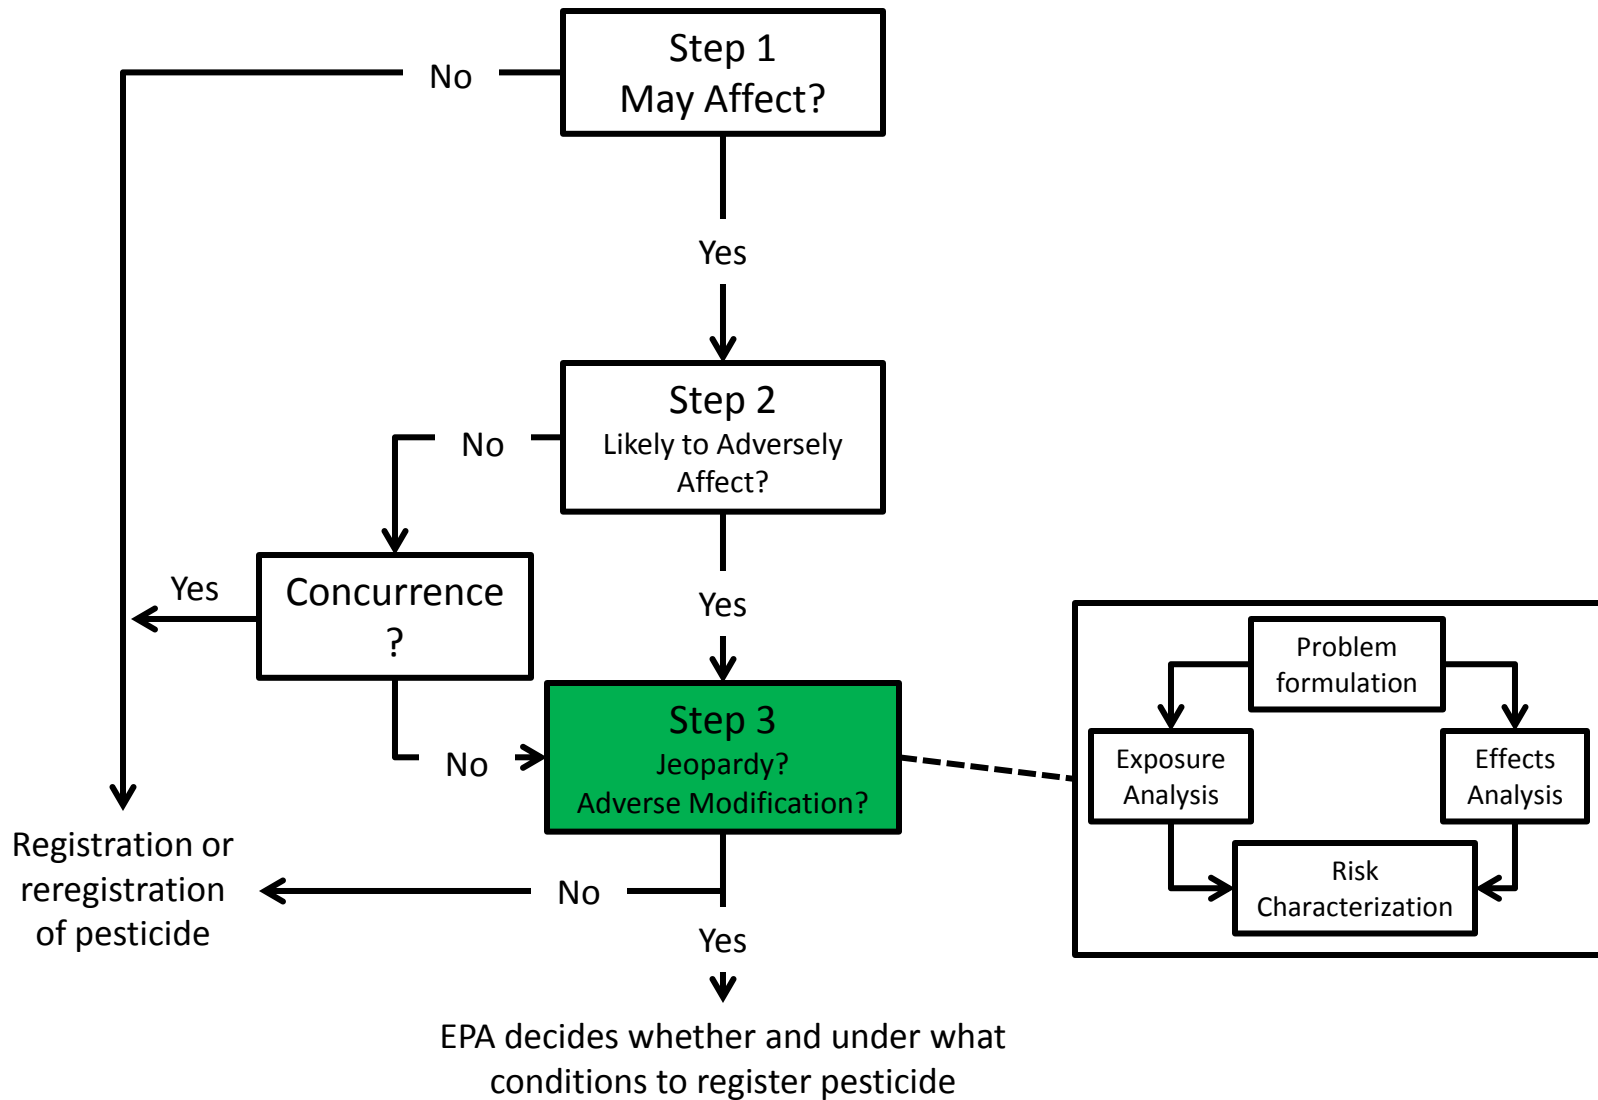 Step 1
May Affect?
No
Yes
Step 2
Likely to Adversely
Affect?
No
Concurrence
?
Yes
Yes
No
Step 3
Jeopardy?
Adverse Modification?
Problem
formulation
Exposure
Analysis
Effects
Analysis
Risk
Characterization
Registration or
reregistration
of pesticide
No
Yes
EPA decides whether and under what
conditions to register pesticide